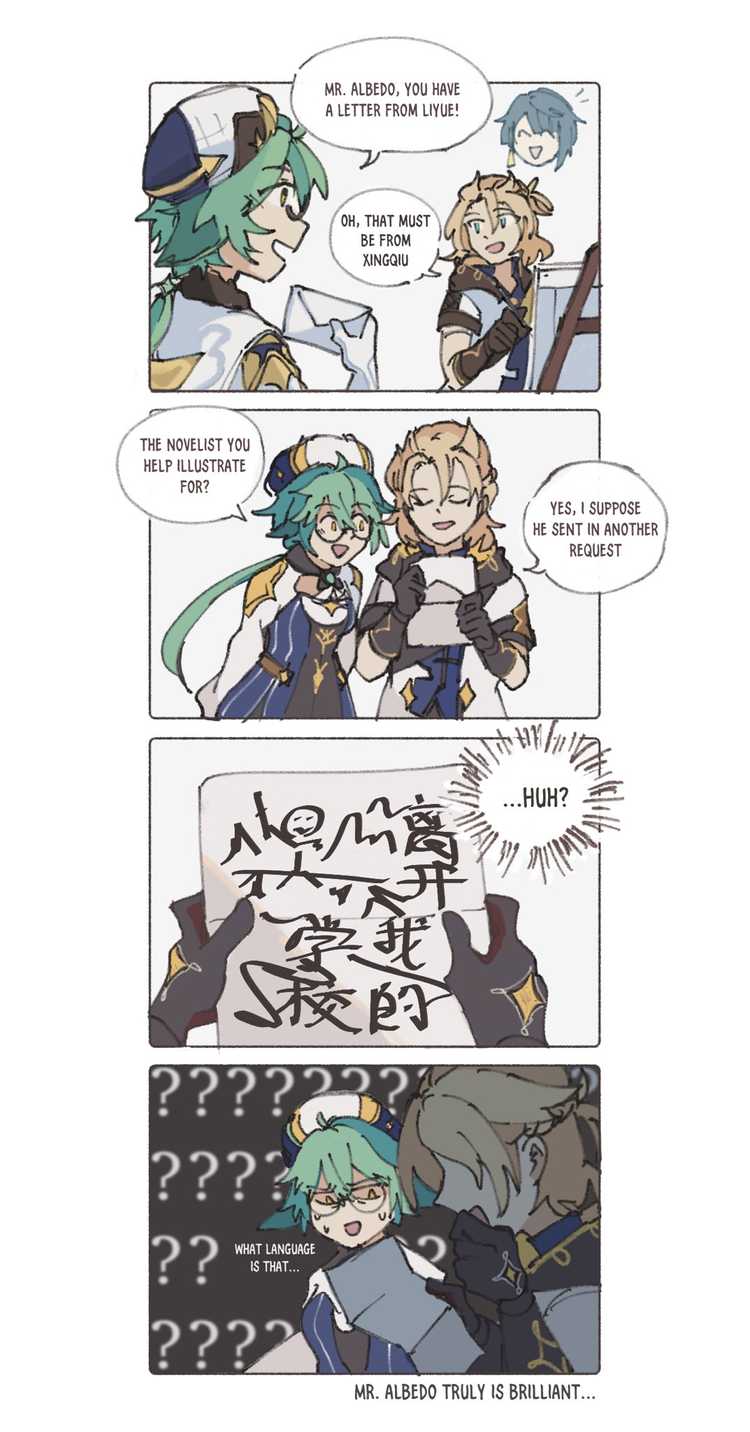 MR. ALBEDO, YOU HAVE
A LETTER FROM LIYUE!
OH, THAT MUST
BE FROM
XINGQIU
THE NOVELIST YOU
HELP ILLUSTRATE
FOR?
YES, I SUPPOSE
HE SENT IN ANOTHER
REQUEST
...HUH?
离开我的
学校
???????
????
?? ?
WHAT LANGUAGE
IS THAT...
????
MR. ALBEDO TRULY IS BRILLIANT...